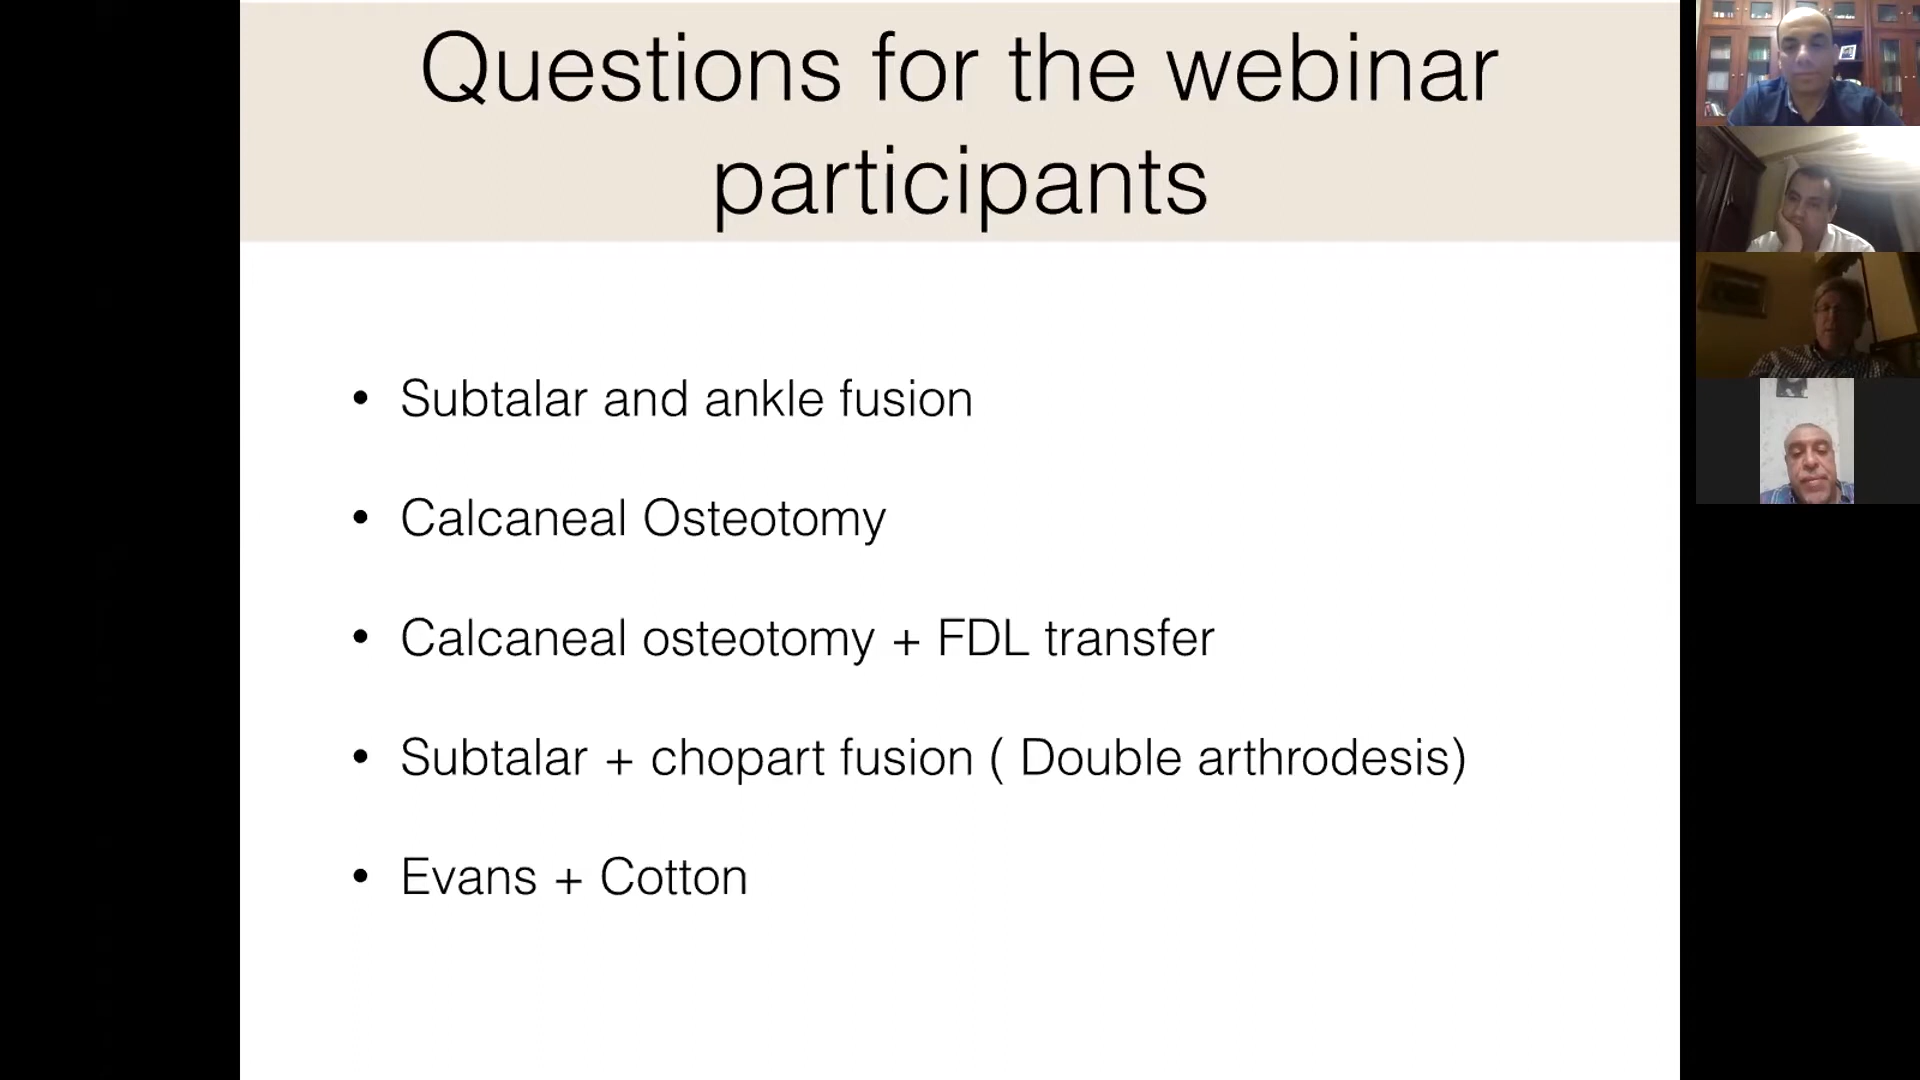 Questions for the webinar
participants
• Subtalar and ankle fusion
• Calcaneal Osteotomy
• Calcaneal osteotomy + FDL transfer
• Subtalar + chopart fusion ( Double arthrodesis)
• Evans + Cotton